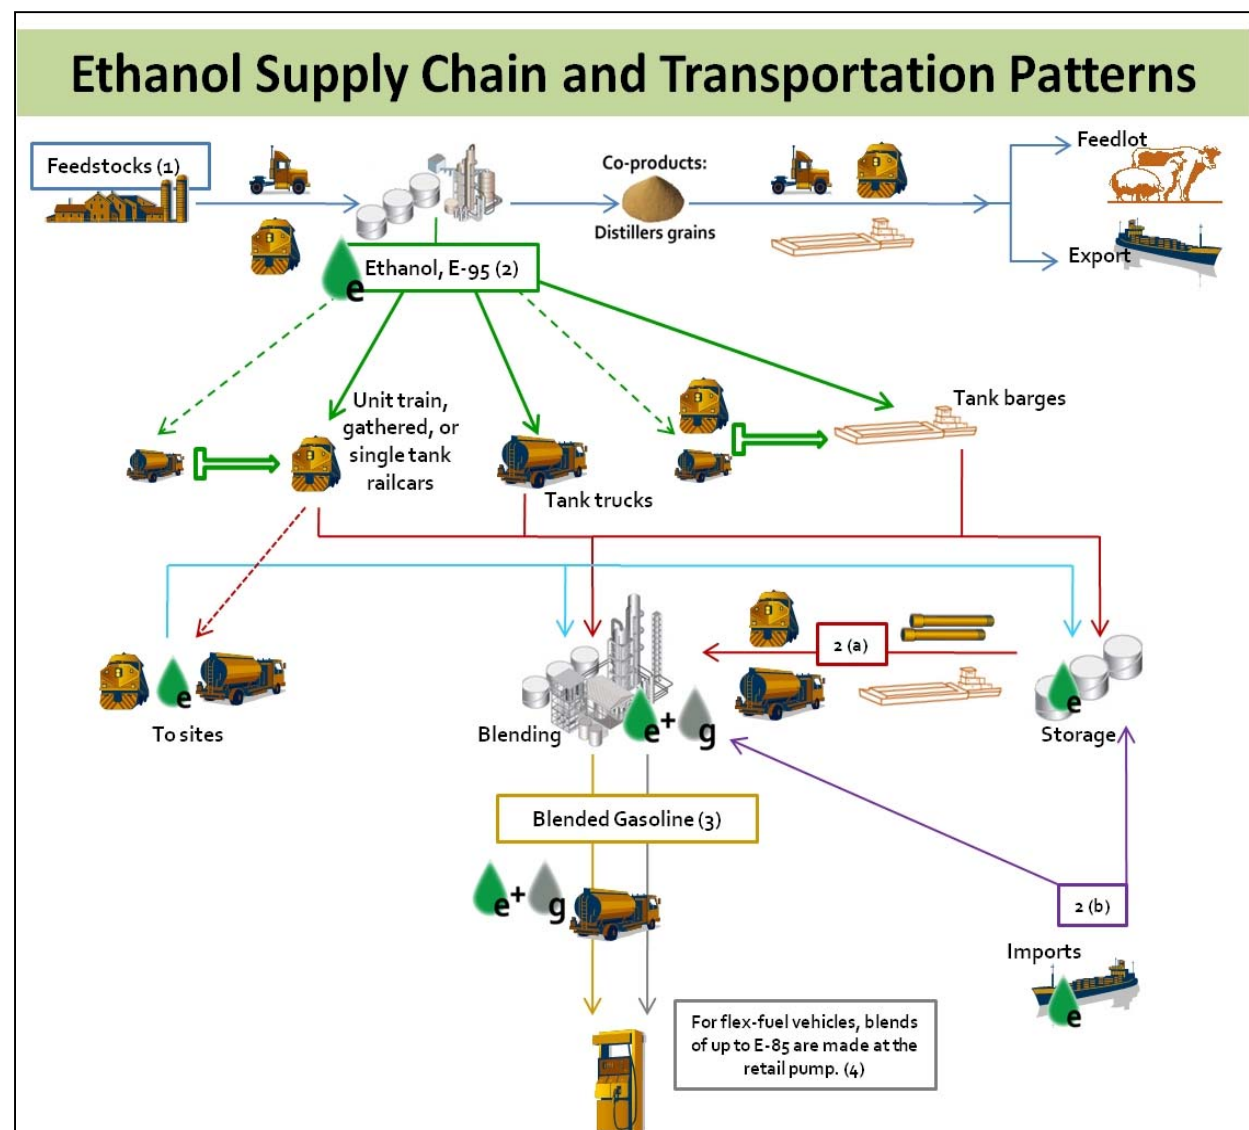 Ethanol Supply Chain and Transportation Patterns
Feedstocks (1)
Co-products:
Distillers grains
Feedlot
Export
Ethanol, E-95 (2)
e
Unit train,
gathered, or
single tank
railcars
Tank trucks
Tank barges
e
To sites
Blending
e+ g
2 (a)
e
Storage
Blended Gasoline (3)
e+ g
2 (b)
Imports
e
For flex-fuel vehicles, blends
of up to E-85 are made at the
retail pump. (4)